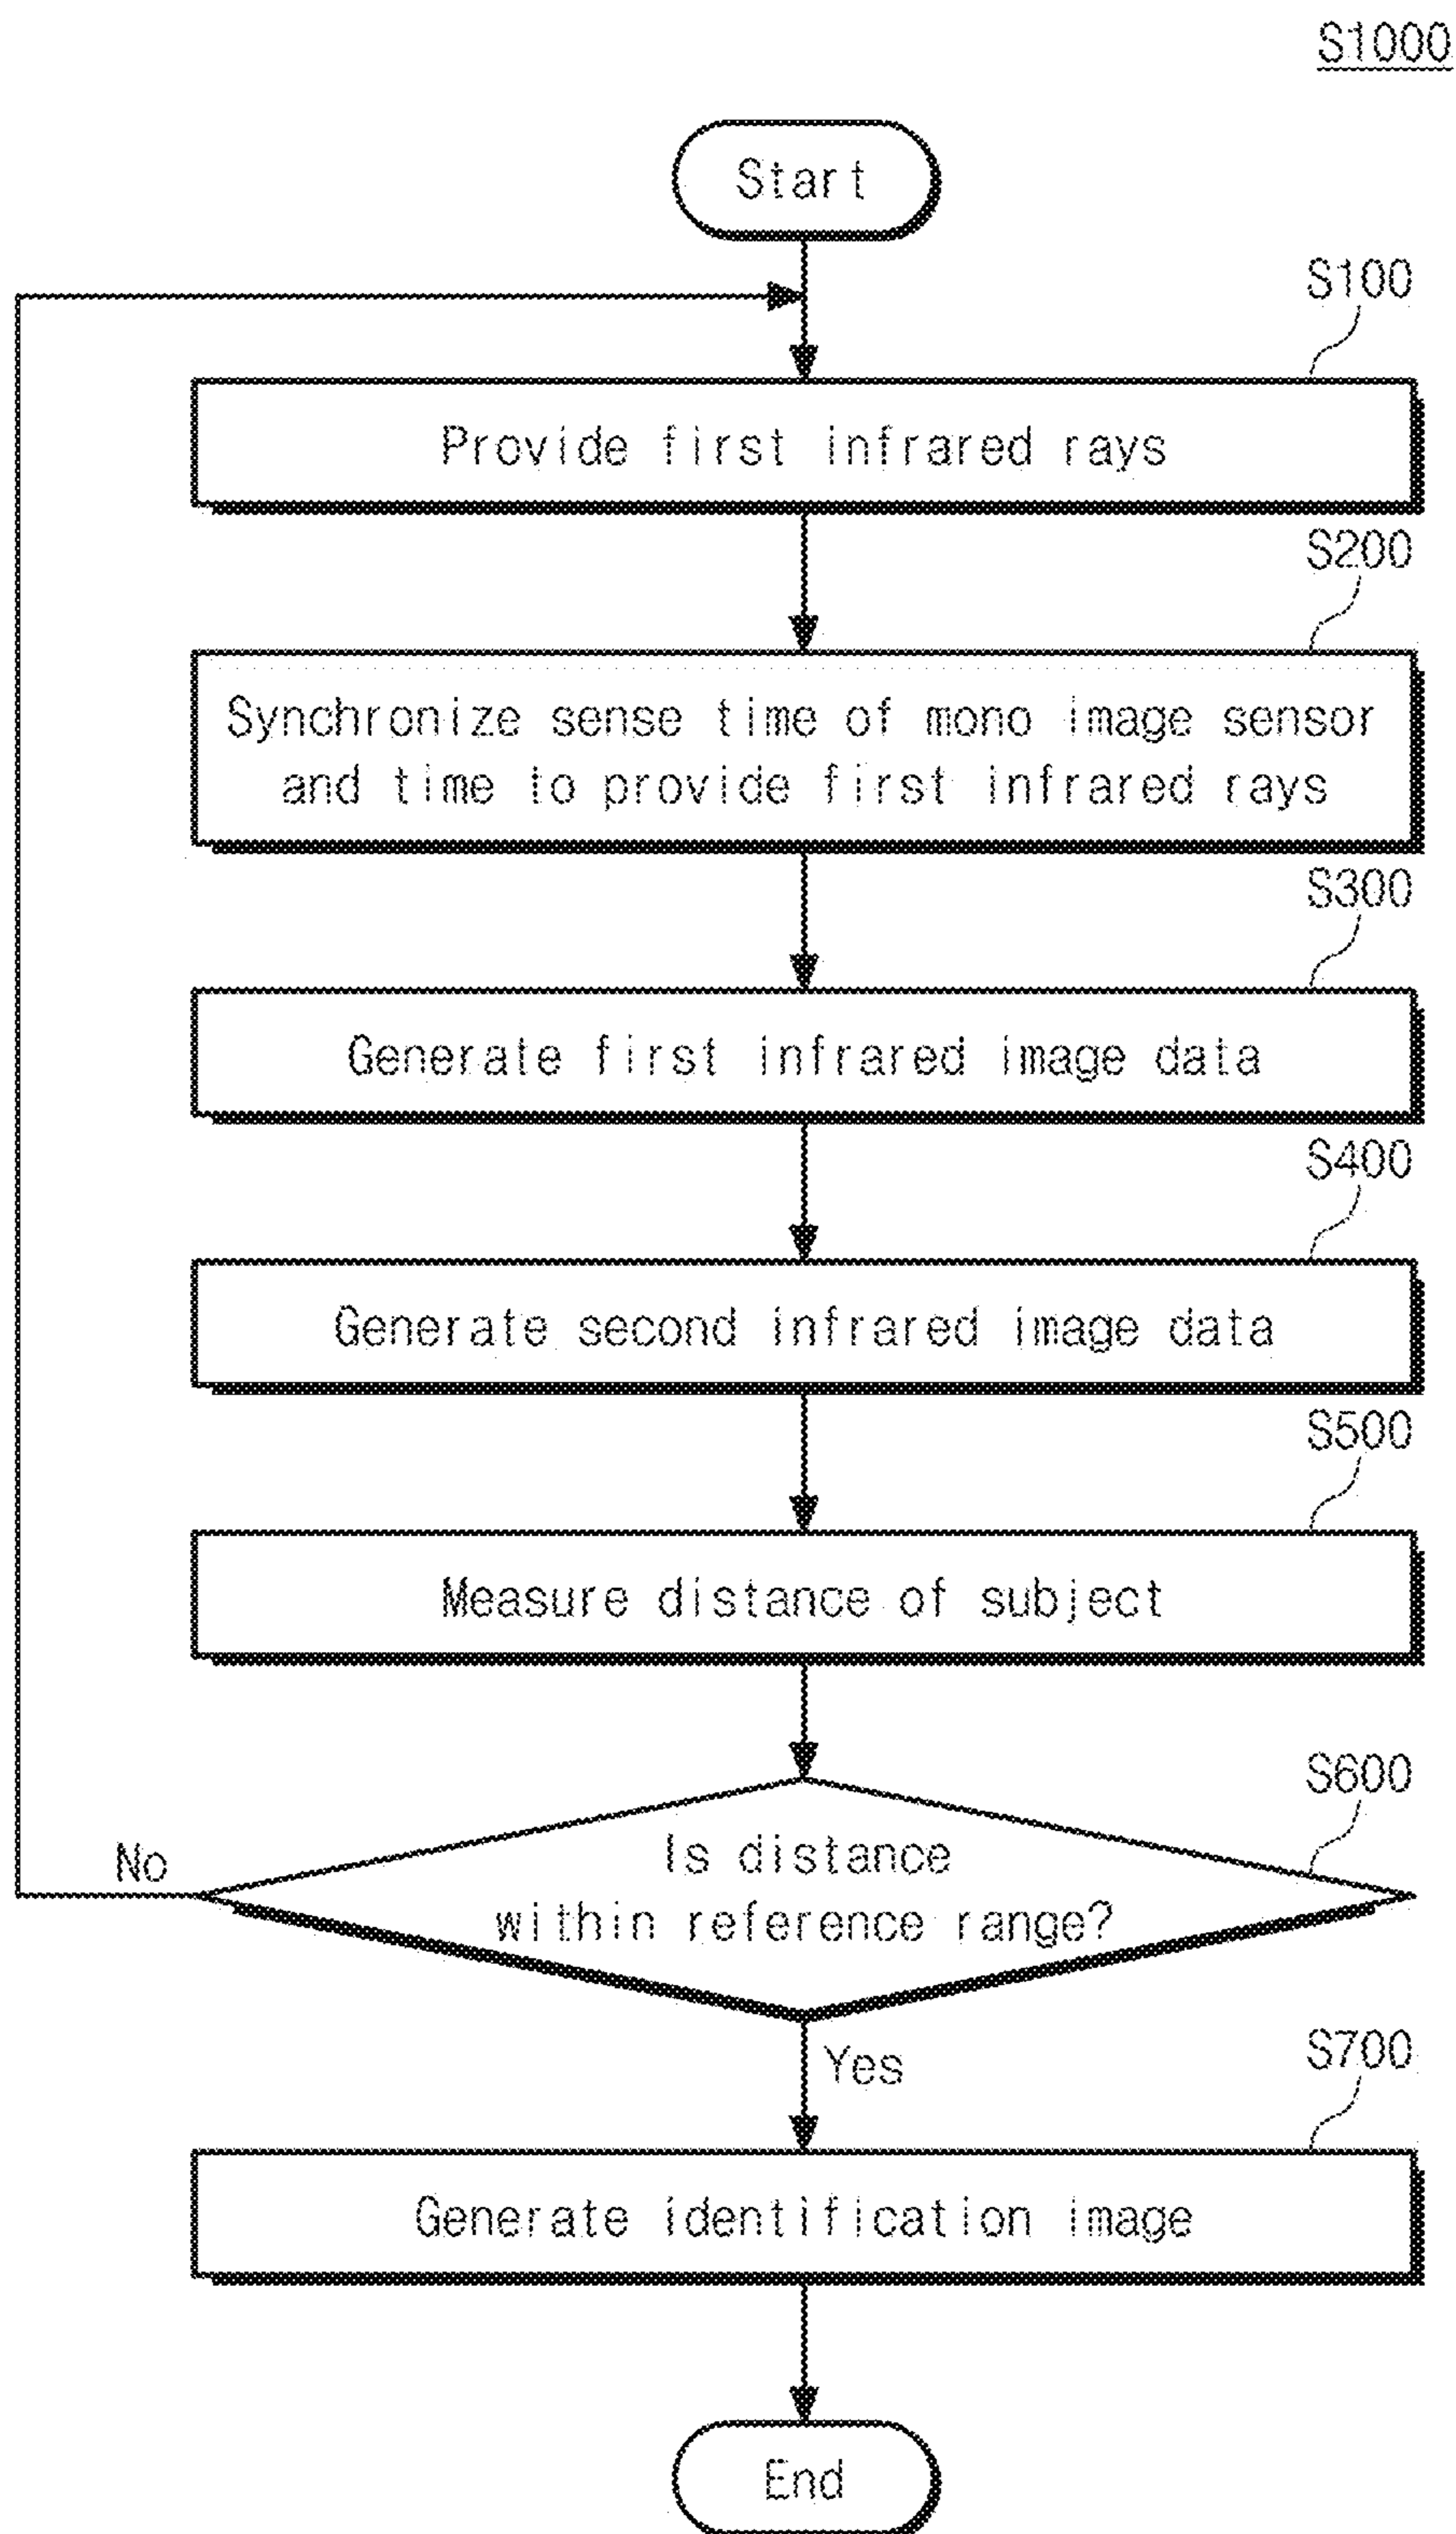 S1000
Start
S100
Provide first infrared rays
S200
Synchronize sense time of mono image sensor
and time to provide first infrared rays
S300
Generate first infrared image data
S400
Generate second infrared image data
S500
Measure distance of subject
S600
Is distance
within reference range?
No
Yes
S700
Generate identification image
End